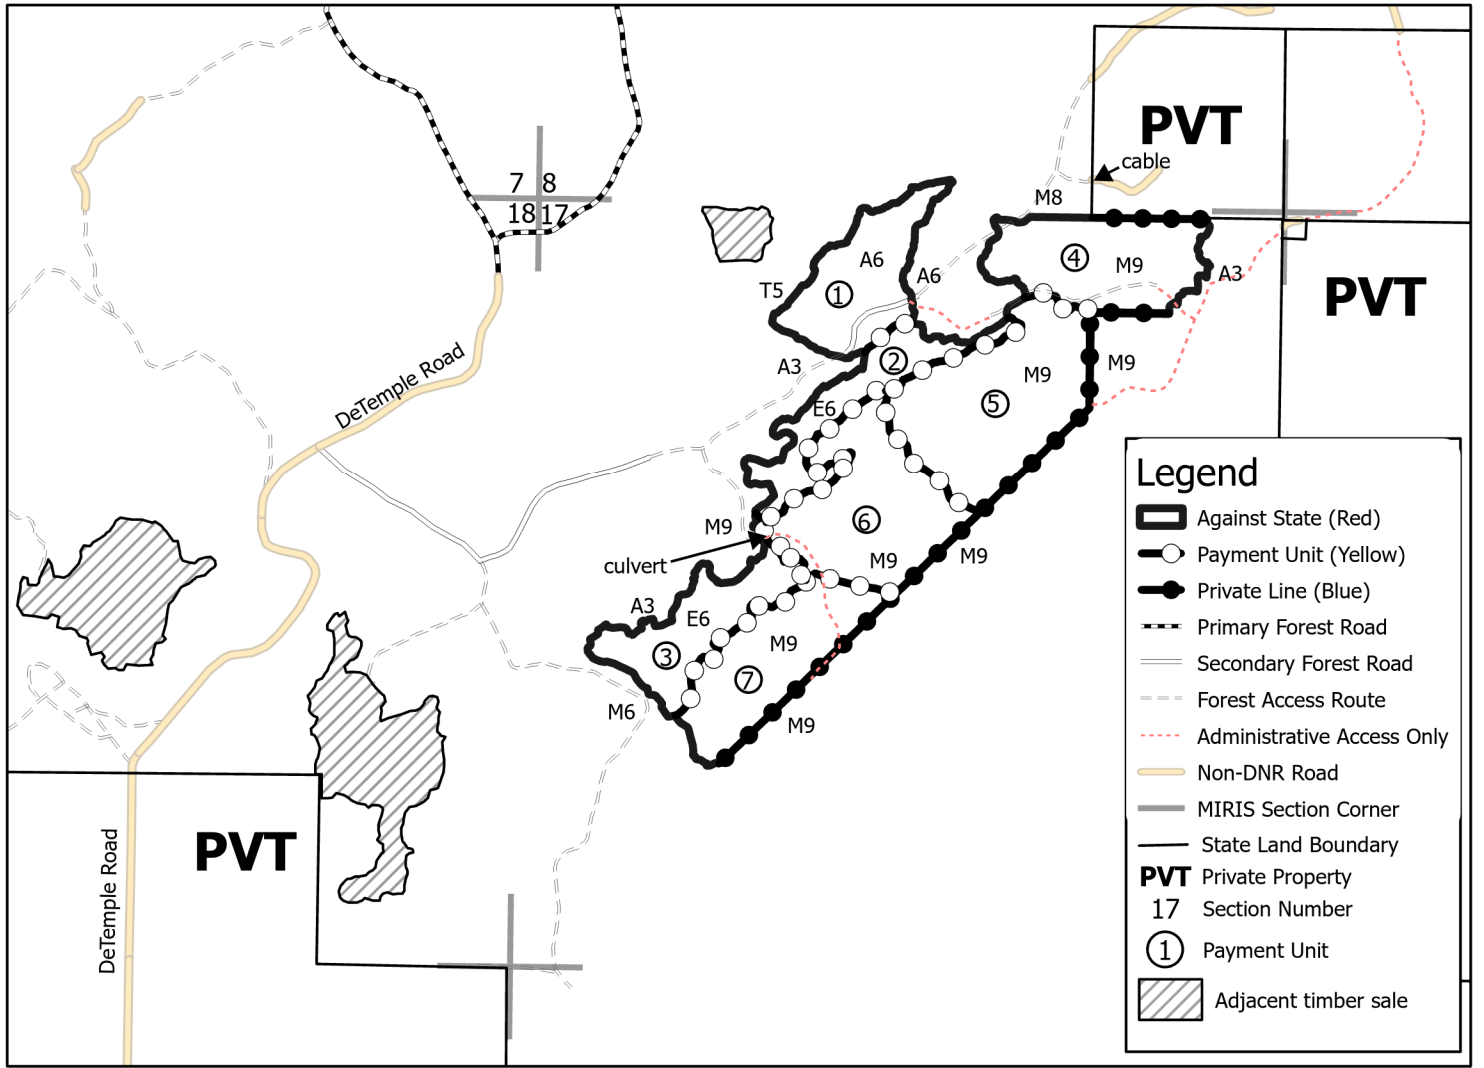 PVT
cable
7 8
18 17
M8
A6
A6
4
M9
A3
T5
1
PVT
A3
2
M9
M9
DeTemple Road
E6
5
M9
6
M9
M9
culvert
A3
E6
M9
3
7
M6
M9
PVT
DeTemple Road
Legend
Against State (Red)
Payment Unit (Yellow)
Private Line (Blue)
Primary Forest Road
Secondary Forest Road
Forest Access Route
Administrative Access Only
Non-DNR Road
MIRIS Section Corner
State Land Boundary
PVT Private Property
17 Section Number
1 Payment Unit
Adjacent timber sale